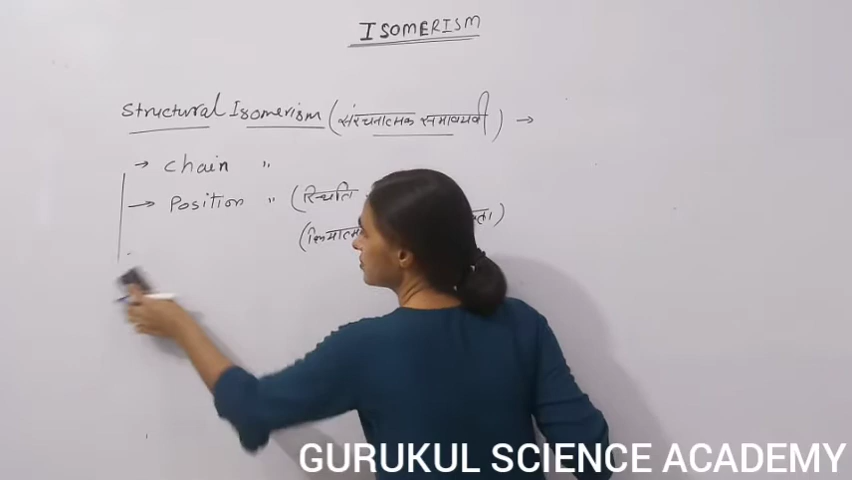 ISOMERISM
Structural Isomerism (संरचनात्मक समावयवी) →
→ chain "
→ Position " (स्थिति
GURUKUL SCIENCE ACADEMY